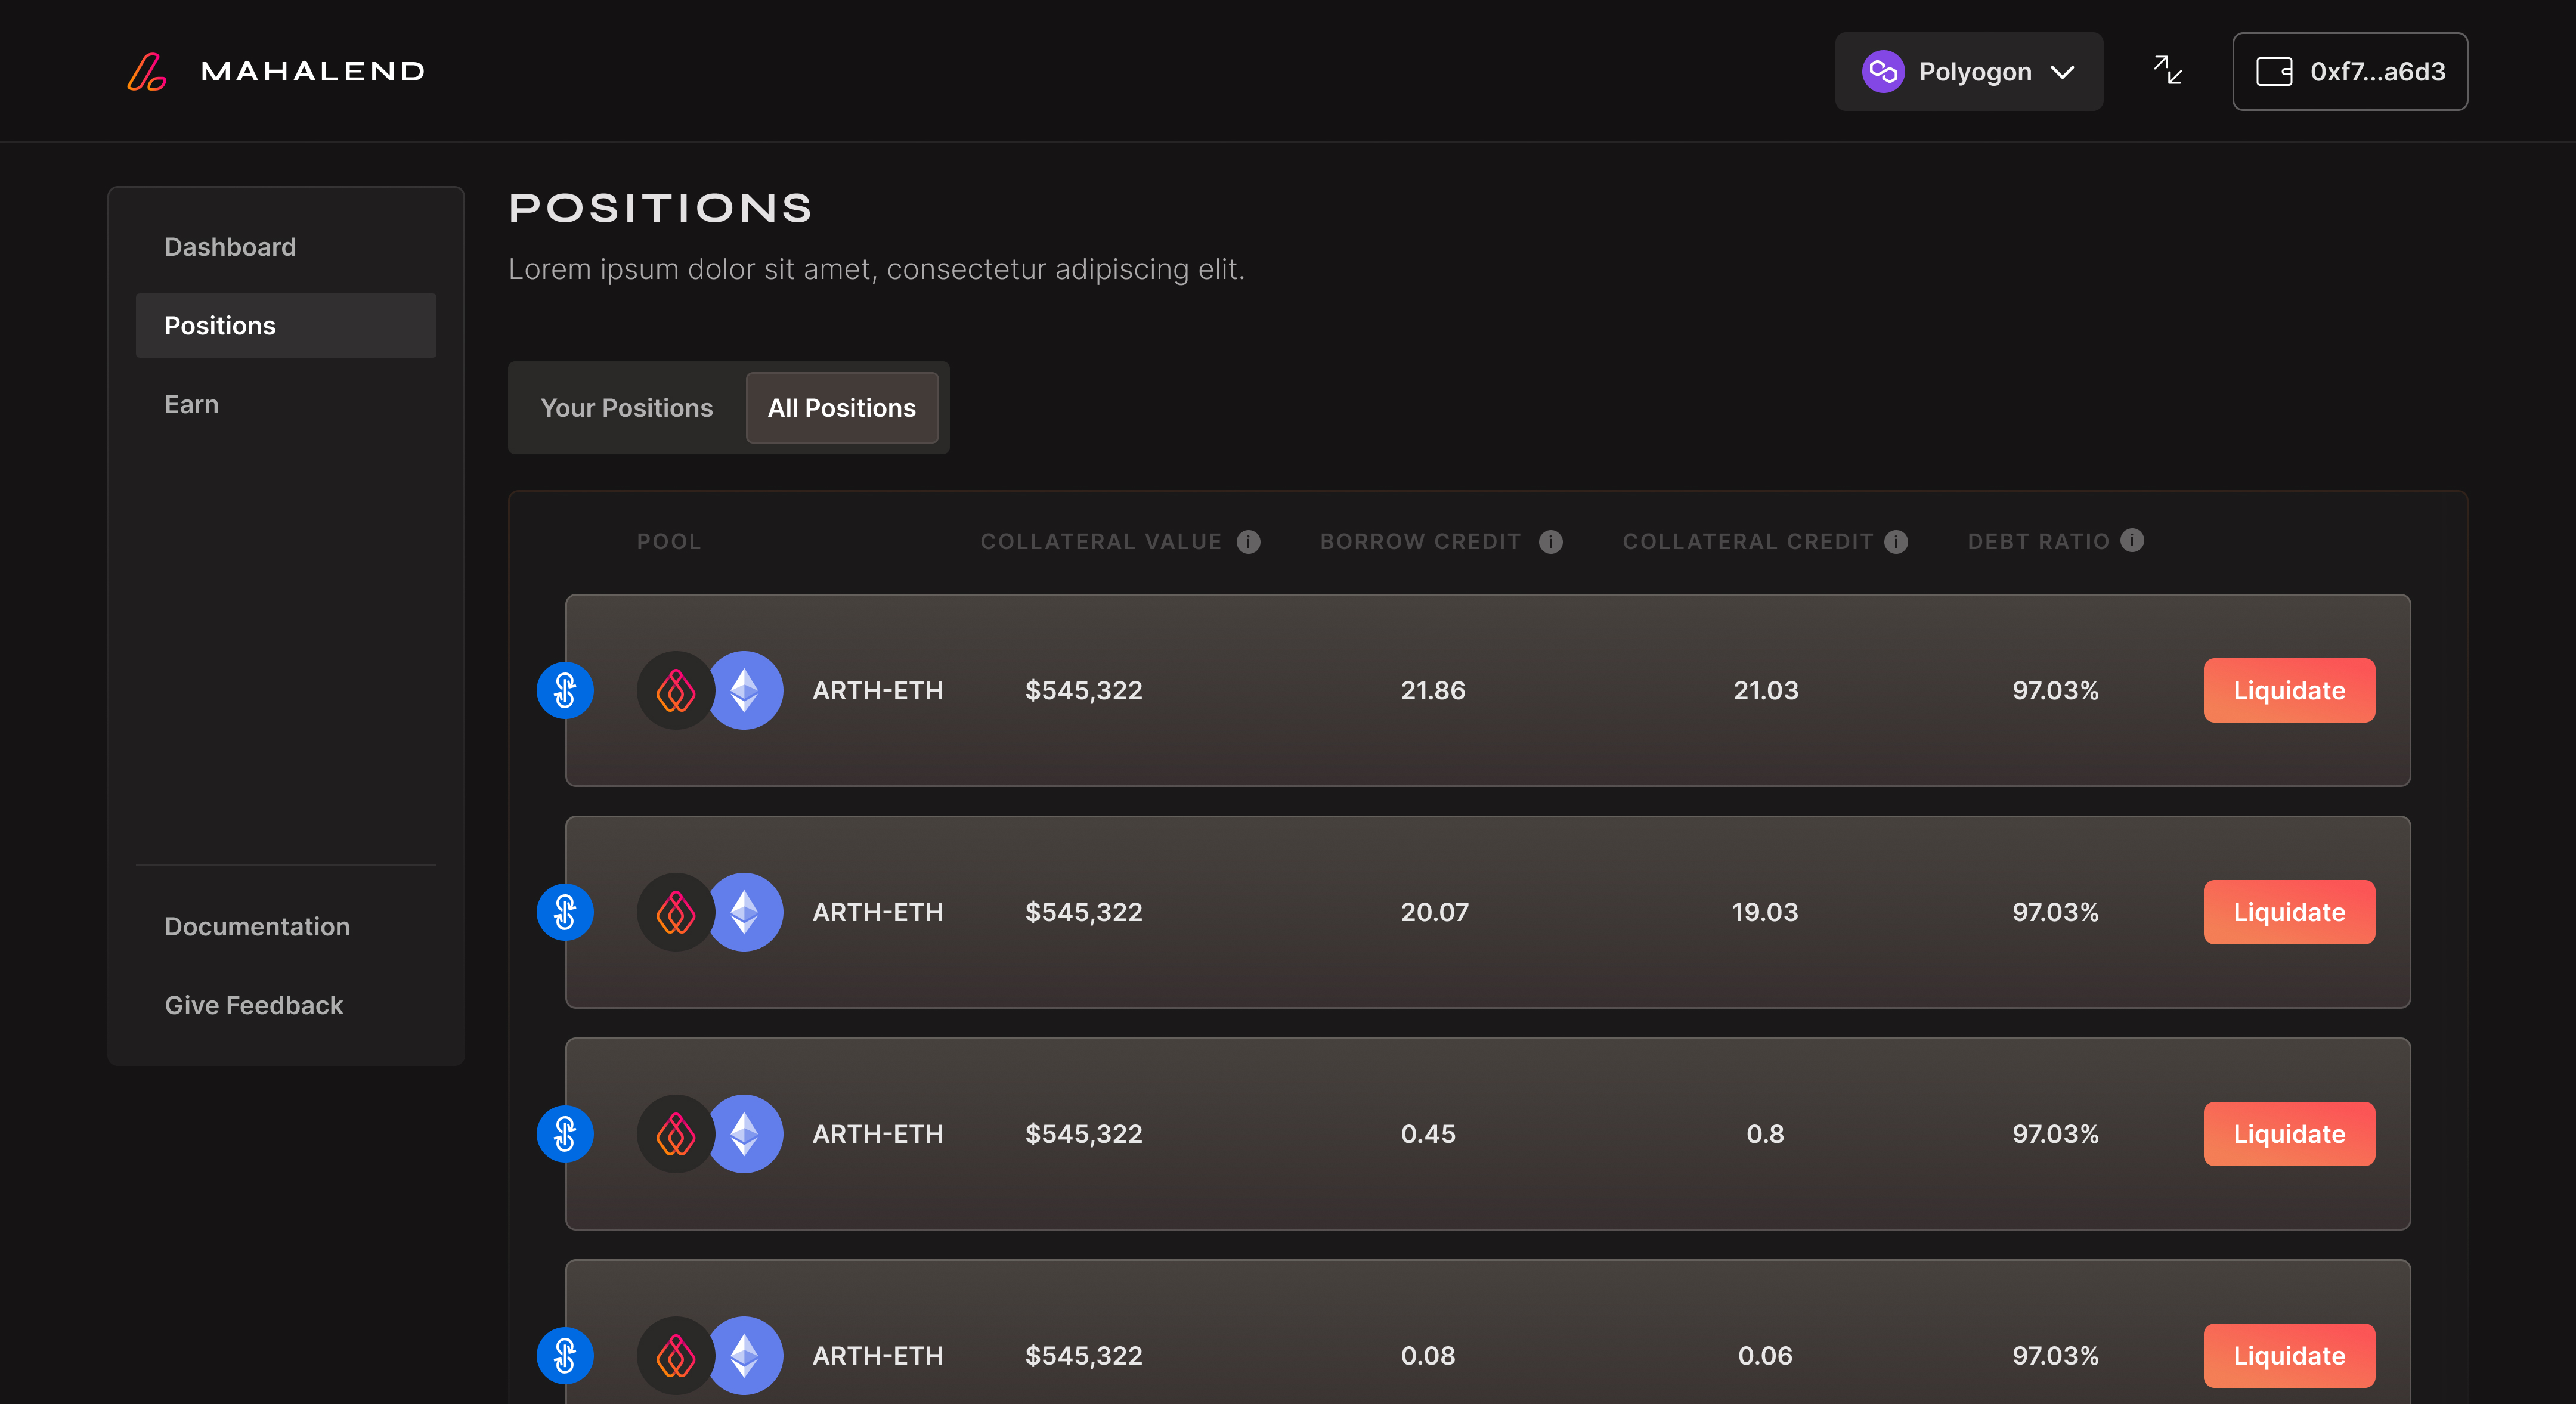 MAHALEND
Polyogon
0xf7...a6d3
Dashboard
Positions
Earn
Documentation
Give Feedback
POSITIONS
Lorem ipsum dolor sit amet, consectetur adipiscing elit.
Your Positions All Positions
POOL COLLATERAL VALUE i BORROW CREDIT i COLLATERAL CREDIT i DEBT RATIO i
ARTH-ETH $545,322 21.86 21.03 97.03% Liquidate
ARTH-ETH $545,322 20.07 19.03 97.03% Liquidate
ARTH-ETH $545,322 0.45 0.8 97.03% Liquidate
ARTH-ETH $545,322 0.08 0.06 97.03% Liquidate